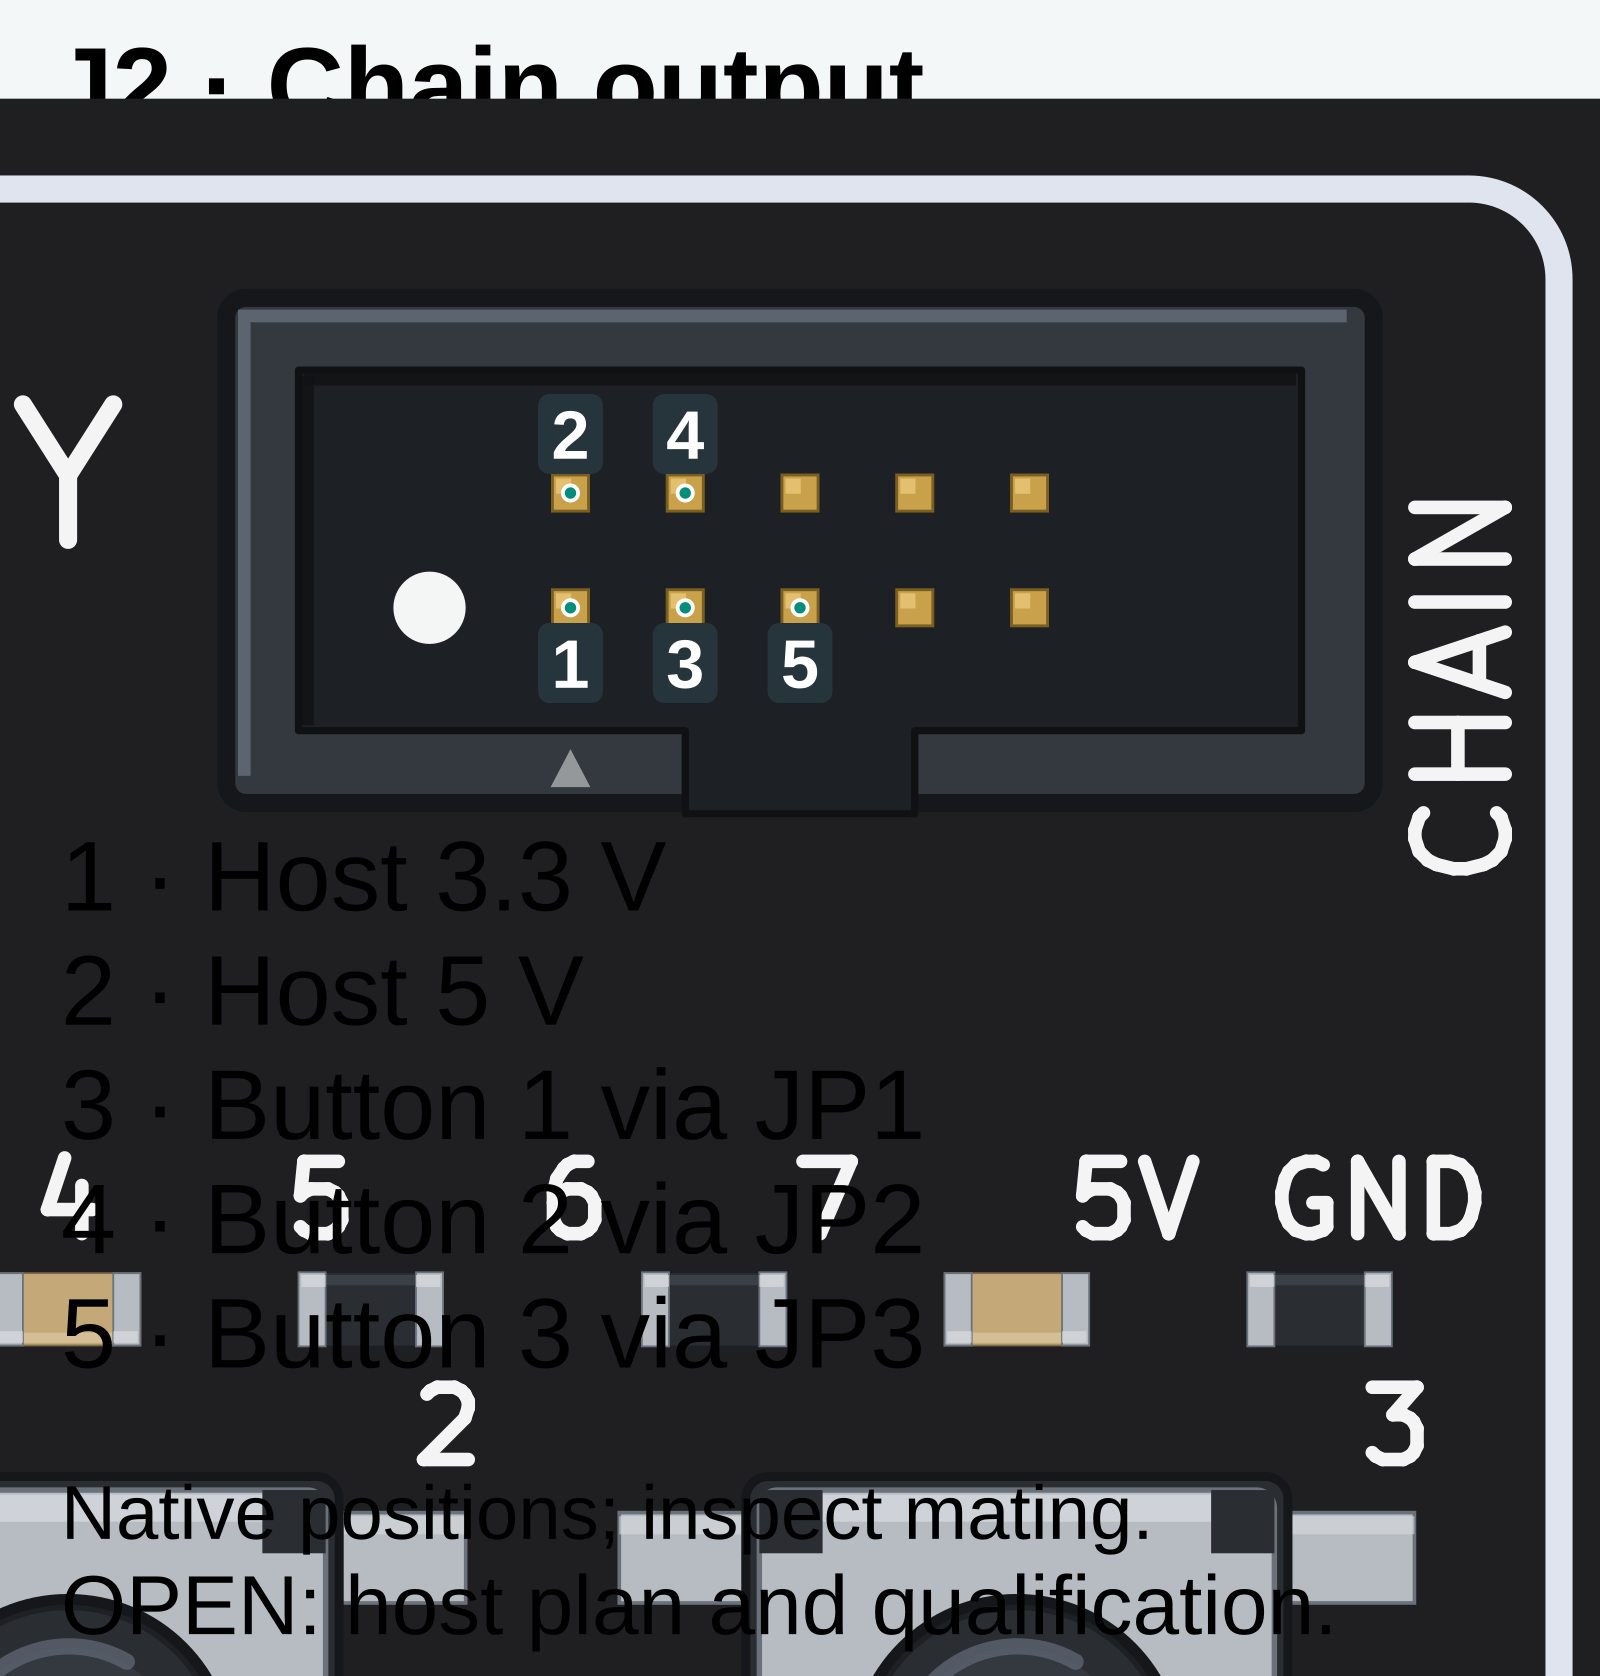 J2 · Chain output
Y
2 4
1 3 5
CHAIN
1 · Host 3.3 V
2 · Host 5 V
3 · Button 1 via JP1
4 5 6 7 5V GND
4 · Button 2 via JP2
5 · Button 3 via JP3
2 3
Native positions; inspect mating.
OPEN: host plan and qualification.